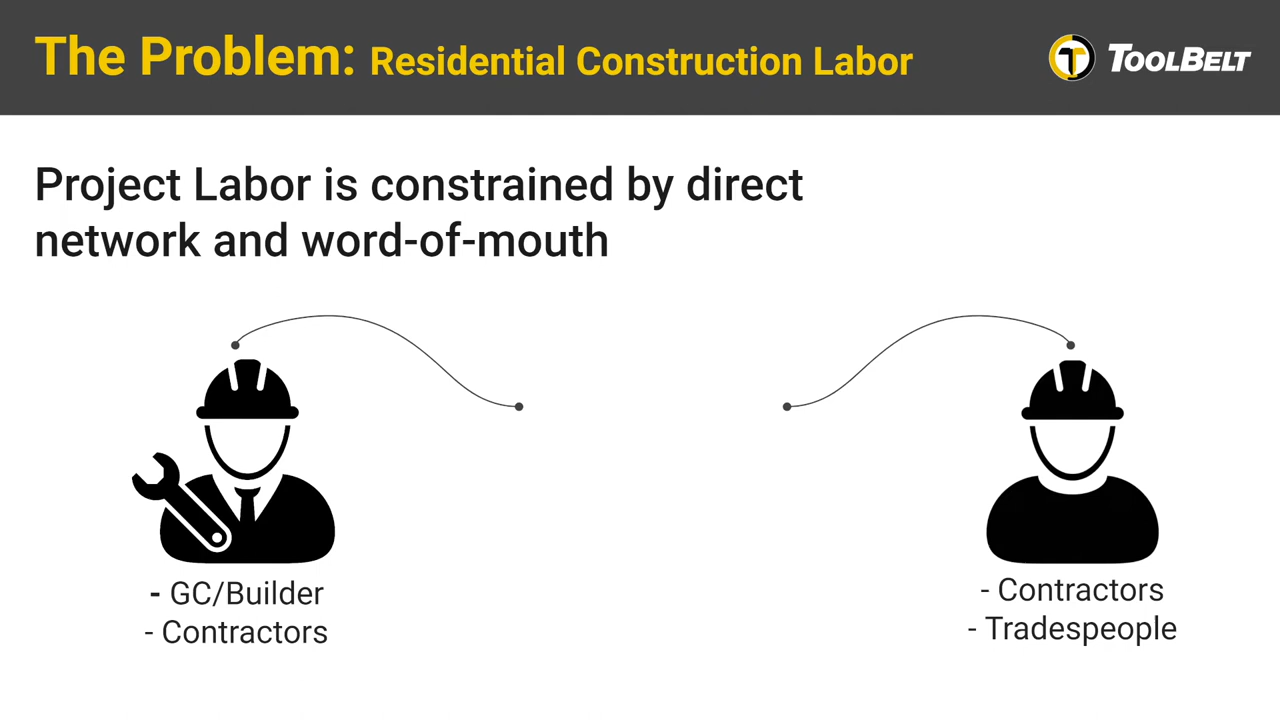 The Problem: Residential Construction Labor
TOOLBELT
Project Labor is constrained by direct
network and word-of-mouth
- GC/Builder
- Contractors
- Contractors
- Tradespeople